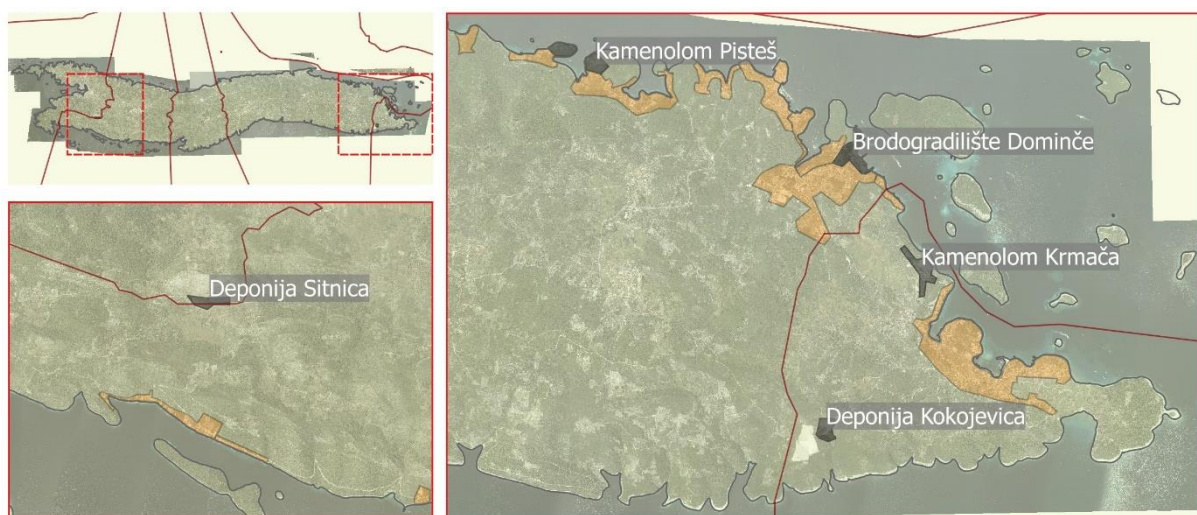 Kamenolom Pisteš
Brodogradilište Dominče
Kamenolom Krmača
Deponija Sitnica
Deponija Kokojevica